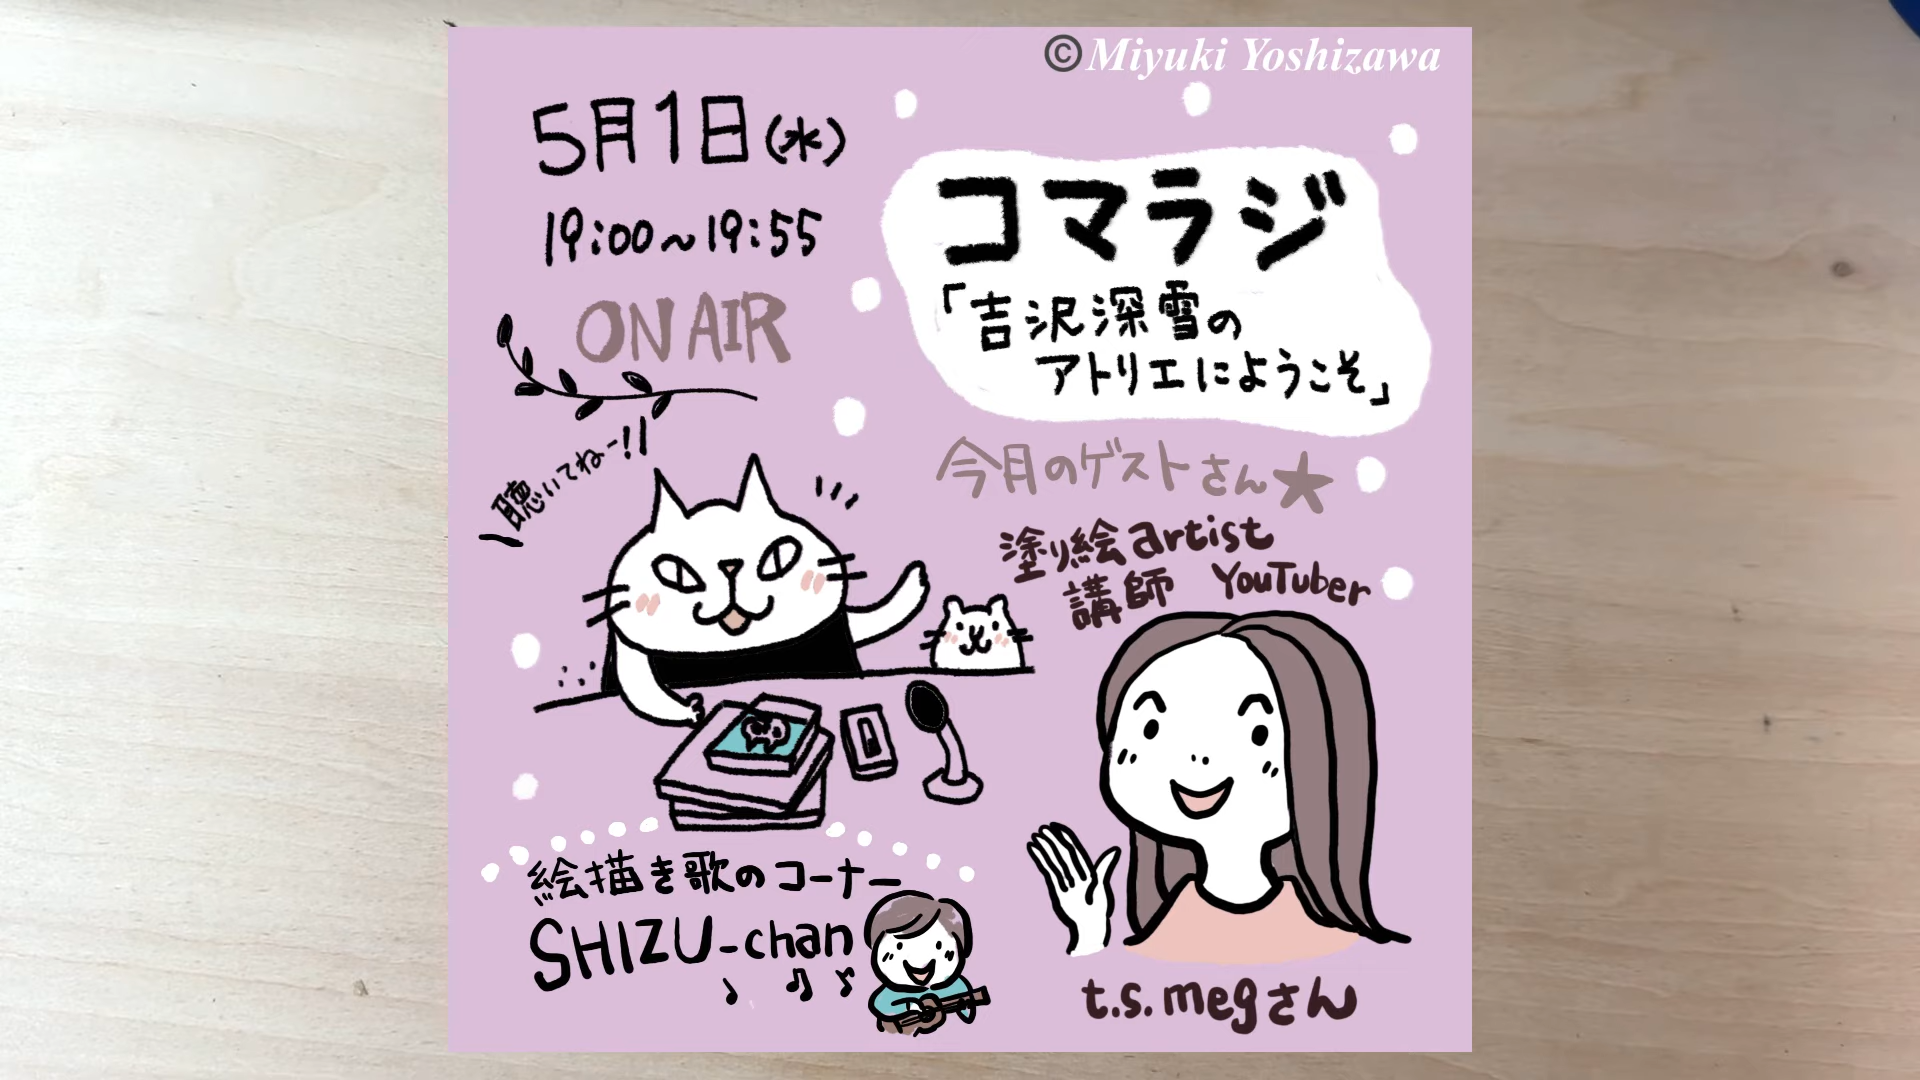 ©Miyuki Yoshizawa
5月1日(水)
19:00～19:55
ON AIR
コマラジ
「吉沢深雪の
アトリエにようこそ」
聴いてねー!!
今月のゲストさん★
塗り絵artist
講師 YouTuber
t.s.megさん
絵描き歌のコーナー
SHIZU-chan